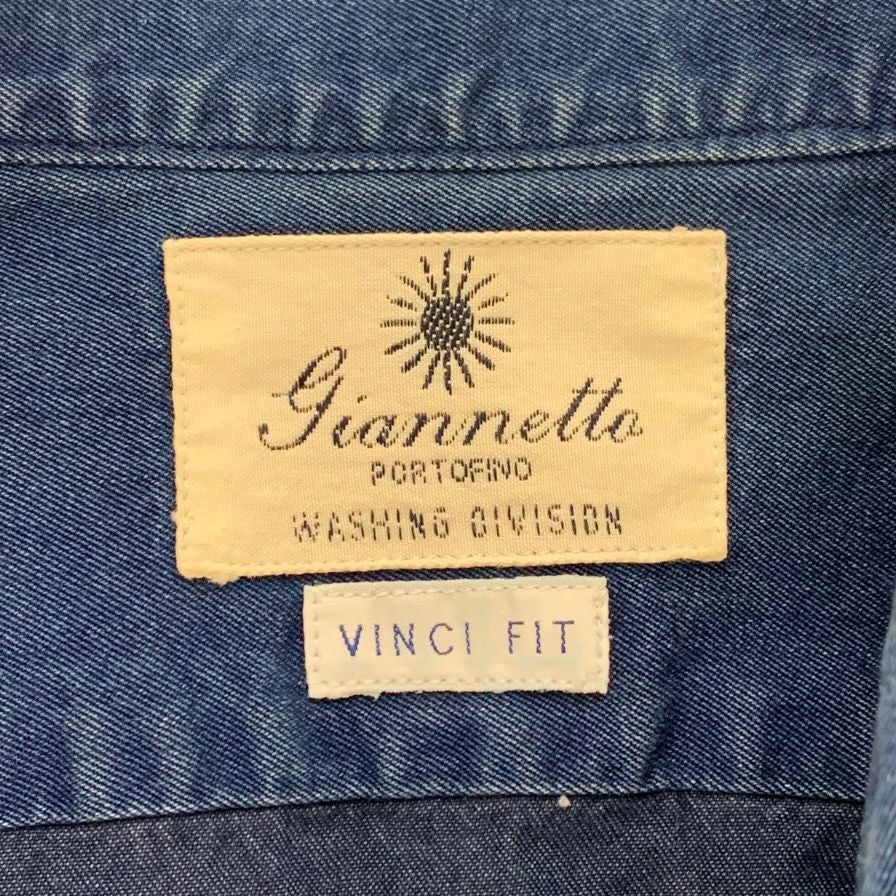 Giannetto
PORTOFINO
WASHING DIVISION
VINCI FIT